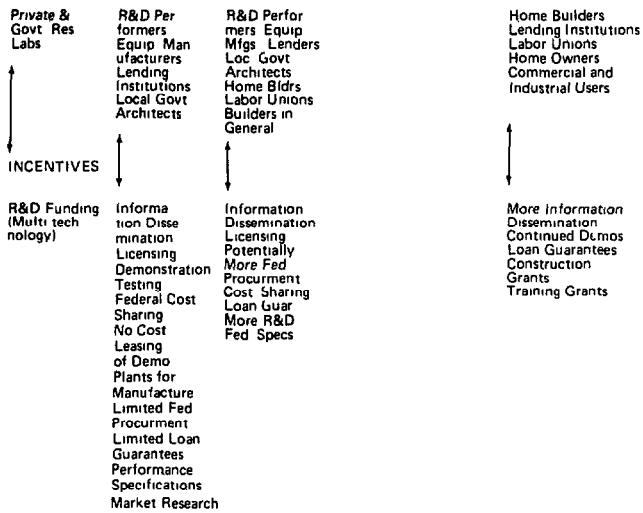 Private &
Govt Res
Labs
R&D Per
formers
Equip Man
ufacturers
Lending
Institutions
Local Govt
Architects
R&D Perfor
mers Equip
Mfgs Lenders
Loc Govt
Architects
Home Bldrs
Labor Unions
Builders in
General
Home Builders
Lending Institutions
Labor Unions
Home Owners
Commercial and
Industrial Users
INCENTIVES
R&D Funding
(Multi tech
nology)
Informa
tion Disse
mination
Licensing
Demonstration
Testing
Federal Cost
Sharing
No Cost
Leasing
of Demo
Plants for
Manufacture
Limited Fed
Procurment
Limited Loan
Guarantees
Performance
Specifications
Market Research
Information
Dissemination
Licensing
Potentially
More Fed
Procurment
Cost Sharing
Loan Guar
More R&D
Fed Specs
More Information
Dissemination
Continued Demos
Loan Guarantees
Construction
Grants
Training Grants